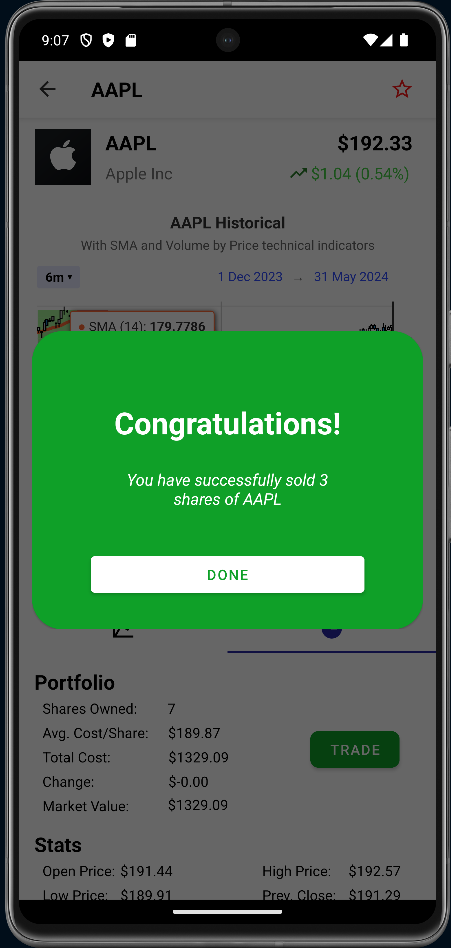 9:07
AAPL
AAPL
$192.33
Apple Inc
$1.04 (0.54%)
AAPL Historical
With SMA and Volume by Price technical indicators
6m ▾
1 Dec 2023 → 31 May 2024
SMA (14): 179.7786
Congratulations!
You have successfully sold 3
shares of AAPL
DONE
Portfolio
Shares Owned: 7
Avg. Cost/Share: $189.87
Total Cost: $1329.09
Change: $-0.00
Market Value: $1329.09
TRADE
Stats
Open Price: $191.44 High Price: $192.57
Low Price: $189.91 Prev. Close: $191.29